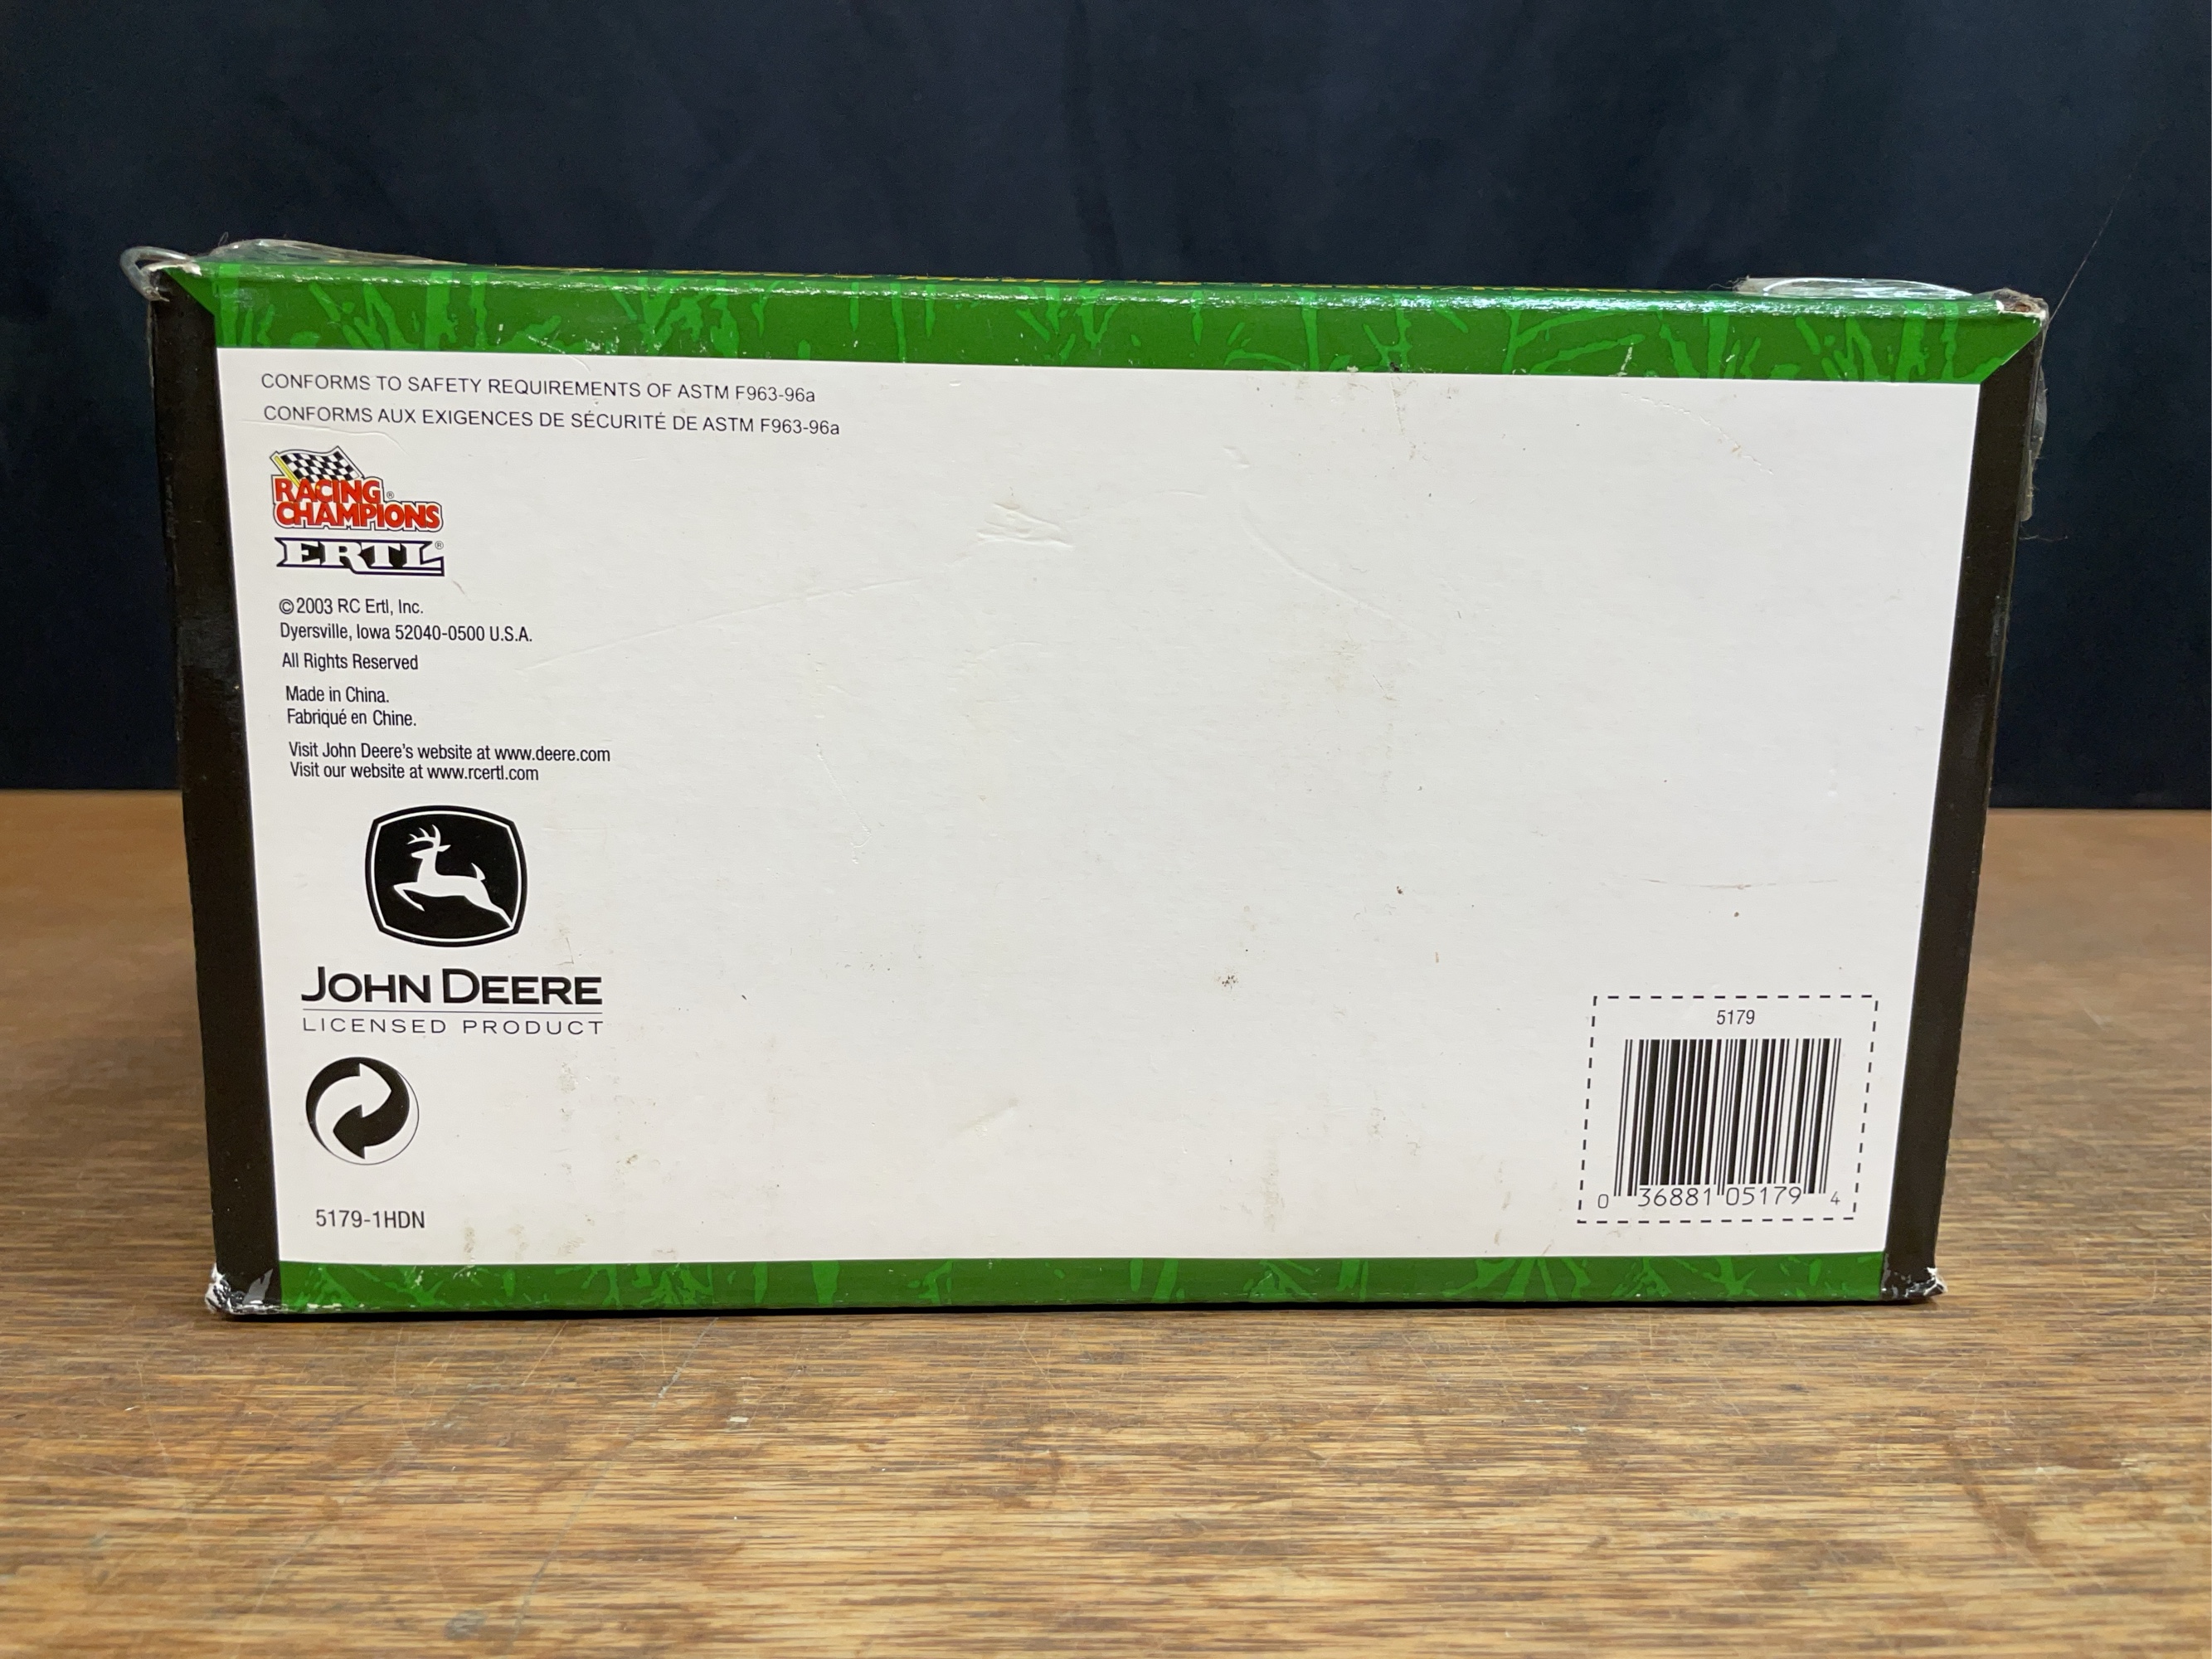 CONFORMS TO SAFETY REQUIREMENTS OF ASTM F963-96a
CONFORMS AUX EXIGENCES DE SÉCURITÉ DE ASTM F963-96a
RACING®
CHAMPIONS
ERTL®
©2003 RC Ertl, Inc.
Dyersville, Iowa 52040-0500 U.S.A.
All Rights Reserved
Made in China.
Fabriqué en Chine.
Visit John Deere's website at www.deere.com
Visit our website at www.rcertl.com
JOHN DEERE
LICENSED PRODUCT
5179-1HDN
5179
0 36881 05179 4